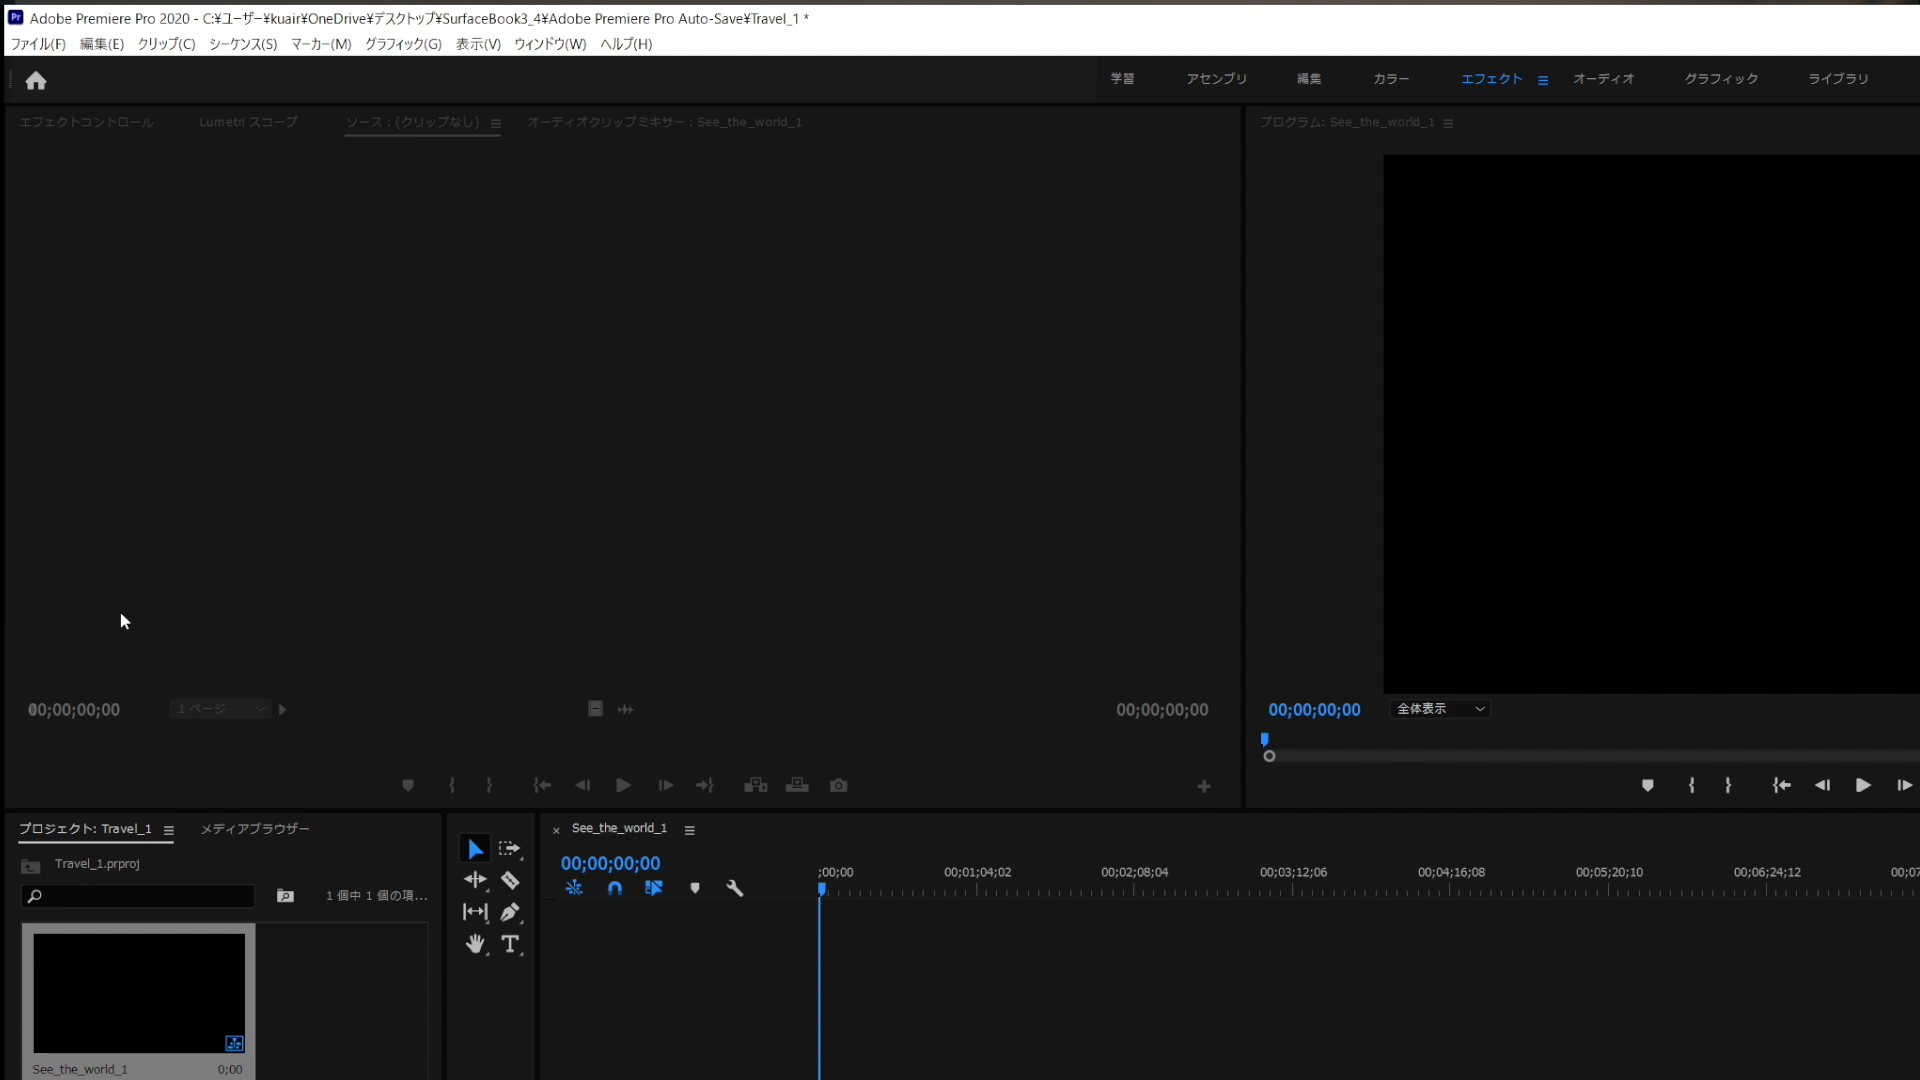 Adobe Premiere Pro 2020 - C:¥ユーザー¥kuair¥OneDrive¥デスクトップ¥SurfaceBook3_4¥Adobe Premiere Pro Auto-Save¥Travel_1 *
ファイル(F) 編集(E) クリップ(C) シーケンス(S) マーカー(M) グラフィック(G) 表示(V) ウィンドウ(W) ヘルプ(H)
学習 アセンブリ 編集 カラー エフェクト オーディオ グラフィック ライブラリ
エフェクトコントロール Lumetri スコープ ソース : (クリップなし) オーディオクリップミキサー : See_the_world_1
プログラム: See_the_world_1
00;00;00;00 1 ページ 00;00;00;00
00;00;00;00 全体表示
プロジェクト: Travel_1 メディアブラウザー
Travel_1.prproj
1 個中 1 個の項...
See_the_world_1 0;00
See_the_world_1
00;00;00;00
;00;00 00;01;04;02 00;02;08;04 00;03;12;06 00;04;16;08 00;05;20;10 00;06;24;12 00;07